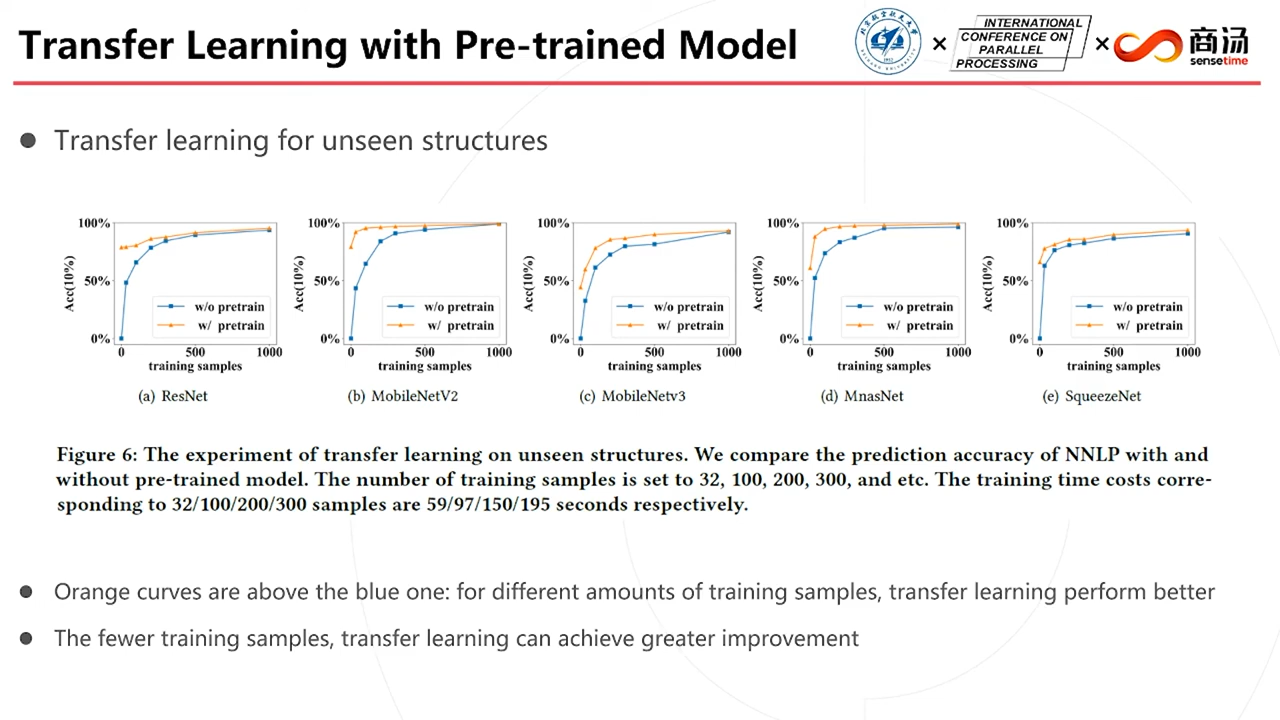 Transfer Learning with Pre-trained Model
×
INTERNATIONAL
CONFERENCE ON
PARALLEL
PROCESSING
×
商汤
sensetime
Transfer learning for unseen structures
100%
50%
0%
Acc(10%)
w/o pretrain
w/ pretrain
0 500 1000
training samples
(a) ResNet
100%
50%
0%
Acc(10%)
w/o pretrain
w/ pretrain
0 500 1000
training samples
(b) MobileNetV2
100%
50%
0%
Acc(10%)
w/o pretrain
w/ pretrain
0 500 1000
training samples
(c) MobileNetv3
100%
50%
0%
Acc(10%)
w/o pretrain
w/ pretrain
0 500 1000
training samples
(d) MnasNet
100%
50%
0%
Acc(10%)
w/o pretrain
w/ pretrain
0 500 1000
training samples
(e) SqueezeNet
Figure 6: The experiment of transfer learning on unseen structures. We compare the prediction accuracy of NNLP with and
without pre-trained model. The number of training samples is set to 32, 100, 200, 300, and etc. The training time costs corre-
sponding to 32/100/200/300 samples are 59/97/150/195 seconds respectively.
Orange curves are above the blue one: for different amounts of training samples, transfer learning perform better
The fewer training samples, transfer learning can achieve greater improvement